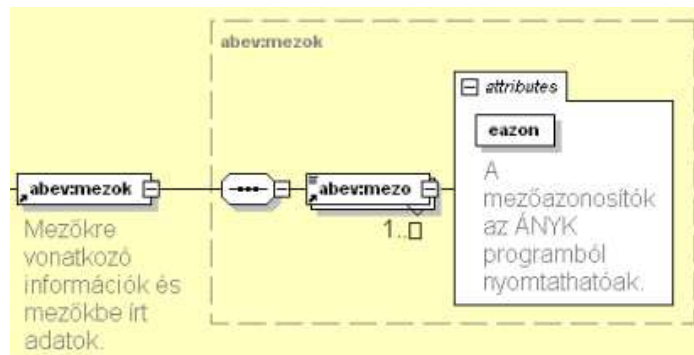 abev:mezok
attributes
eazon
A
mezőazonosítók
az ÁNYK
programból
nyomtathatóak.
abev:mezok
abev:mezo
1..
Mezőkre
vonatkozó
információk és
mezőkbe írt
adatok.